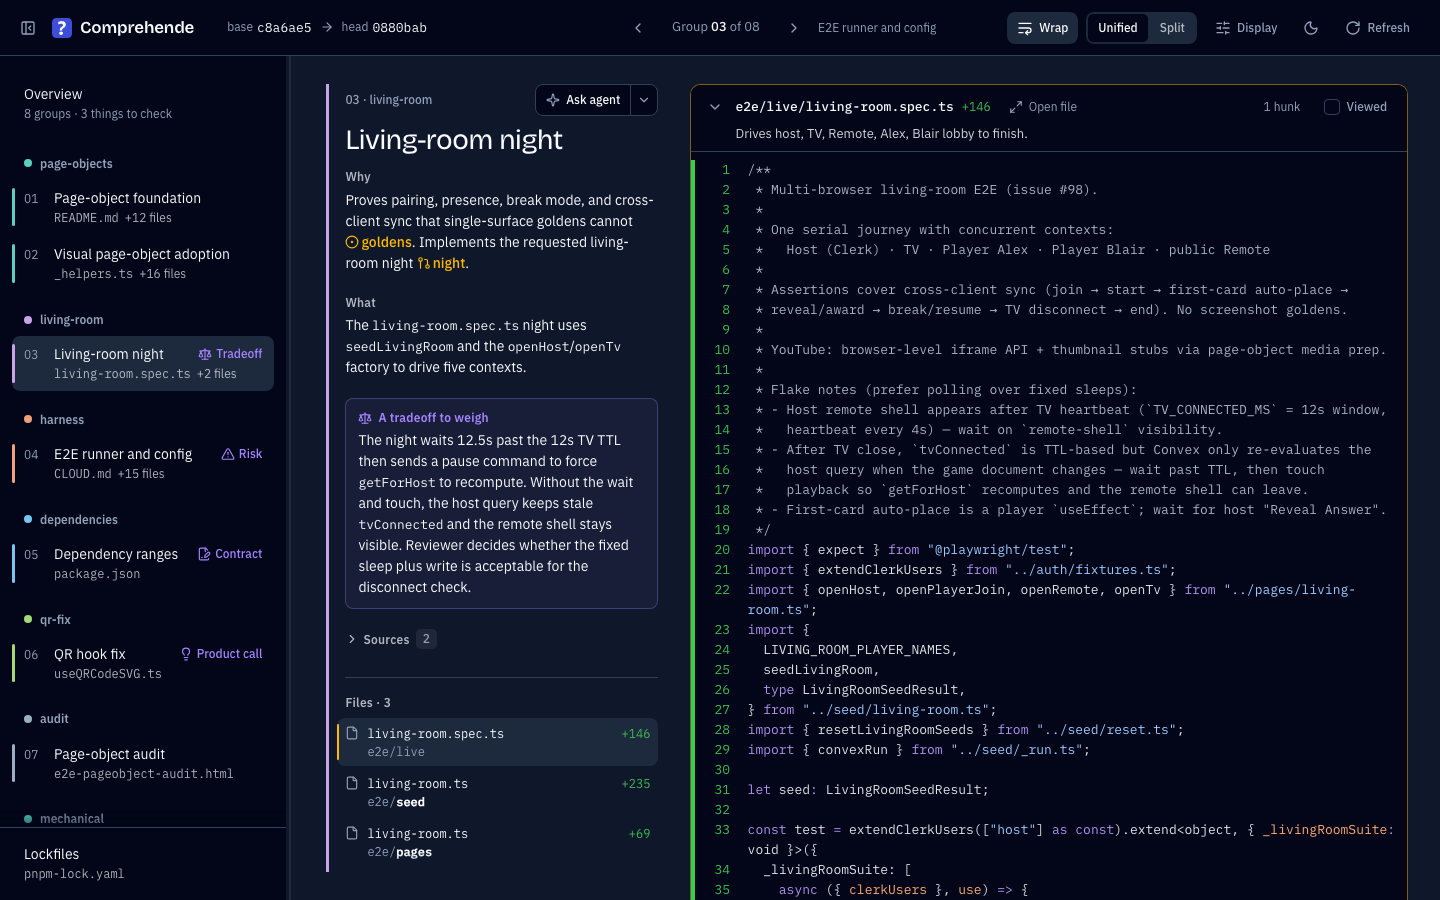 Comprehende
base c8a6ae5 → head 0880bab
Group 03 of 08
E2E runner and config
Wrap
Unified
Split
Display
Refresh
Overview
8 groups · 3 things to check
page-objects
01 Page-object foundation
README.md +12 files
02 Visual page-object adoption
_helpers.ts +16 files
living-room
03 Living-room night Tradeoff
living-room.spec.ts +2 files
harness
04 E2E runner and config Risk
CLOUD.md +15 files
dependencies
05 Dependency ranges Contract
package.json
qr-fix
06 QR hook fix Product call
useQRCodeSVG.ts
audit
07 Page-object audit
e2e-pageobject-audit.html
mechanical
Lockfiles
pnpm-lock.yaml
03 · living-room
Ask agent
Living-room night
Why
Proves pairing, presence, break mode, and cross-
client sync that single-surface goldens cannot
goldens. Implements the requested living-
room night night.
What
The living-room.spec.ts night uses
seedLivingRoom and the openHost/openTv
factory to drive five contexts.
A tradeoff to weigh
The night waits 12.5s past the 12s TV TTL
then sends a pause command to force
getForHost to recompute. Without the wait
and touch, the host query keeps stale
tvConnected and the remote shell stays
visible. Reviewer decides whether the fixed
sleep plus write is acceptable for the
disconnect check.
Sources 2
Files · 3
living-room.spec.ts +146
e2e/live
living-room.ts +235
e2e/seed
living-room.ts +69
e2e/pages
e2e/live/living-room.spec.ts +146 Open file 1 hunk Viewed
Drives host, TV, Remote, Alex, Blair lobby to finish.
1 /**
2 * Multi-browser living-room E2E (issue #98).
3 *
4 * One serial journey with concurrent contexts:
5 *   Host (Clerk) · TV · Player Alex · Player Blair · public Remote
6 *
7 * Assertions cover cross-client sync (join → start → first-card auto-place →
8 * reveal/award → break/resume → TV disconnect → end). No screenshot goldens.
9 *
10 * YouTube: browser-level iframe API + thumbnail stubs via page-object media prep.
11 *
12 * Flake notes (prefer polling over fixed sleeps):
13 * - Host remote shell appears after TV heartbeat (`TV_CONNECTED_MS` = 12s window,
14 *   heartbeat every 4s) — wait on `remote-shell` visibility.
15 * - After TV close, `tvConnected` is TTL-based but Convex only re-evaluates the
16 *   host query when the game document changes — wait past TTL, then touch
17 *   playback so `getForHost` recomputes and the remote shell can leave.
18 * - First-card auto-place is a player `useEffect`; wait for host "Reveal Answer".
19 */
20 import { expect } from "@playwright/test";
21 import { extendClerkUsers } from "../auth/fixtures.ts";
22 import { openHost, openPlayerJoin, openRemote, openTv } from "../pages/living-
room.ts";
23 import {
24   LIVING_ROOM_PLAYER_NAMES,
25   seedLivingRoom,
26   type LivingRoomSeedResult,
27 } from "../seed/living-room.ts";
28 import { resetLivingRoomSeeds } from "../seed/reset.ts";
29 import { convexRun } from "../seed/_run.ts";
30
31 let seed: LivingRoomSeedResult;
32
33 const test = extendClerkUsers(["host"] as const).extend<object, { _livingRoomSuite:
void }>({
34   _livingRoomSuite: [
35     async ({ clerkUsers }, use) => {